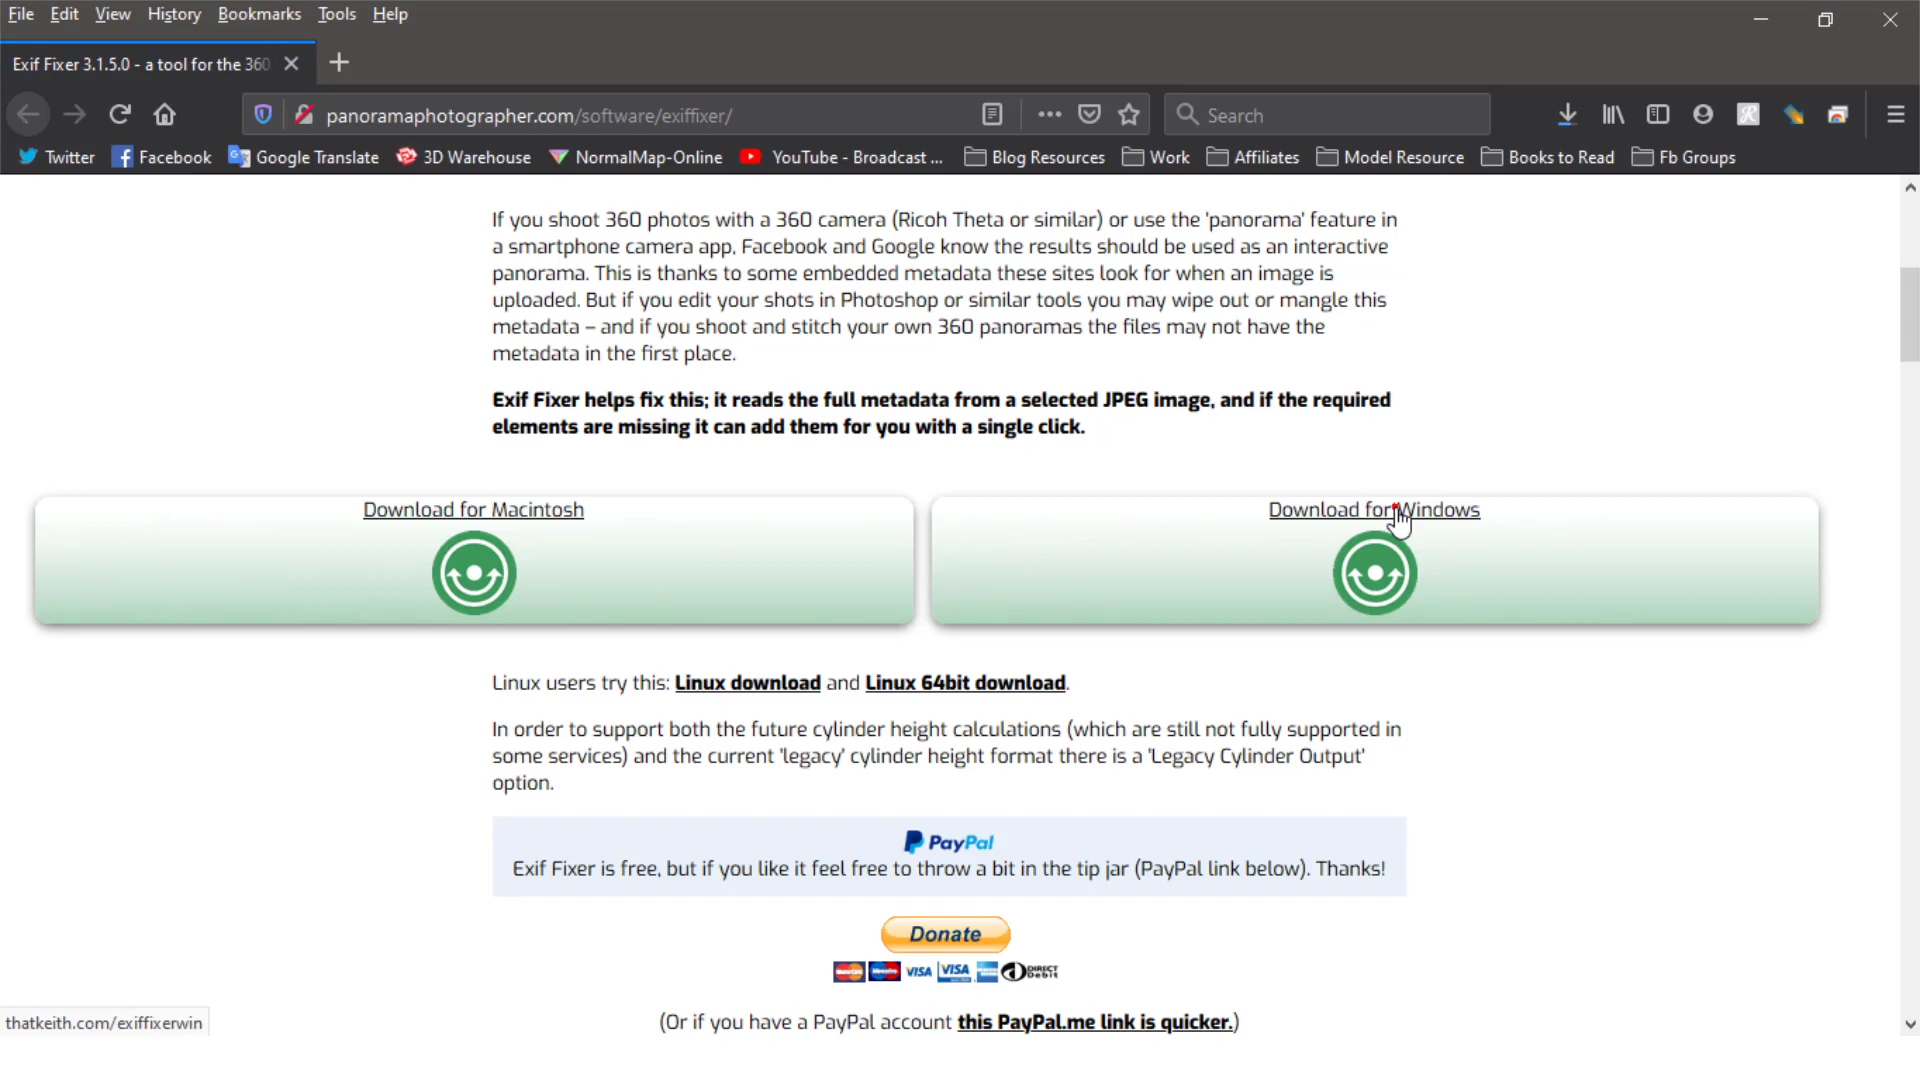 File Edit View History Bookmarks Tools Help
Exif Fixer 3.1.5.0 - a tool for the 360
panoramaphotographer.com/software/exiffixer/
Search
Twitter Facebook Google Translate 3D Warehouse NormalMap-Online YouTube - Broadcast ... Blog Resources Work Affiliates Model Resource Books to Read Fb Groups
If you shoot 360 photos with a 360 camera (Ricoh Theta or similar) or use the 'panorama' feature in
a smartphone camera app, Facebook and Google know the results should be used as an interactive
panorama. This is thanks to some embedded metadata these sites look for when an image is
uploaded. But if you edit your shots in Photoshop or similar tools you may wipe out or mangle this
metadata – and if you shoot and stitch your own 360 panoramas the files may not have the
metadata in the first place.
Exif Fixer helps fix this; it reads the full metadata from a selected JPEG image, and if the required
elements are missing it can add them for you with a single click.
Download for Macintosh
Download for Windows
Linux users try this: Linux download and Linux 64bit download.
In order to support both the future cylinder height calculations (which are still not fully supported in
some services) and the current 'legacy' cylinder height format there is a 'Legacy Cylinder Output'
option.
PayPal
Exif Fixer is free, but if you like it feel free to throw a bit in the tip jar (PayPal link below). Thanks!
Donate
VISA VISA DIRECT Debit
(Or if you have a PayPal account this PayPal.me link is quicker.)
thatkeith.com/exiffixerwin